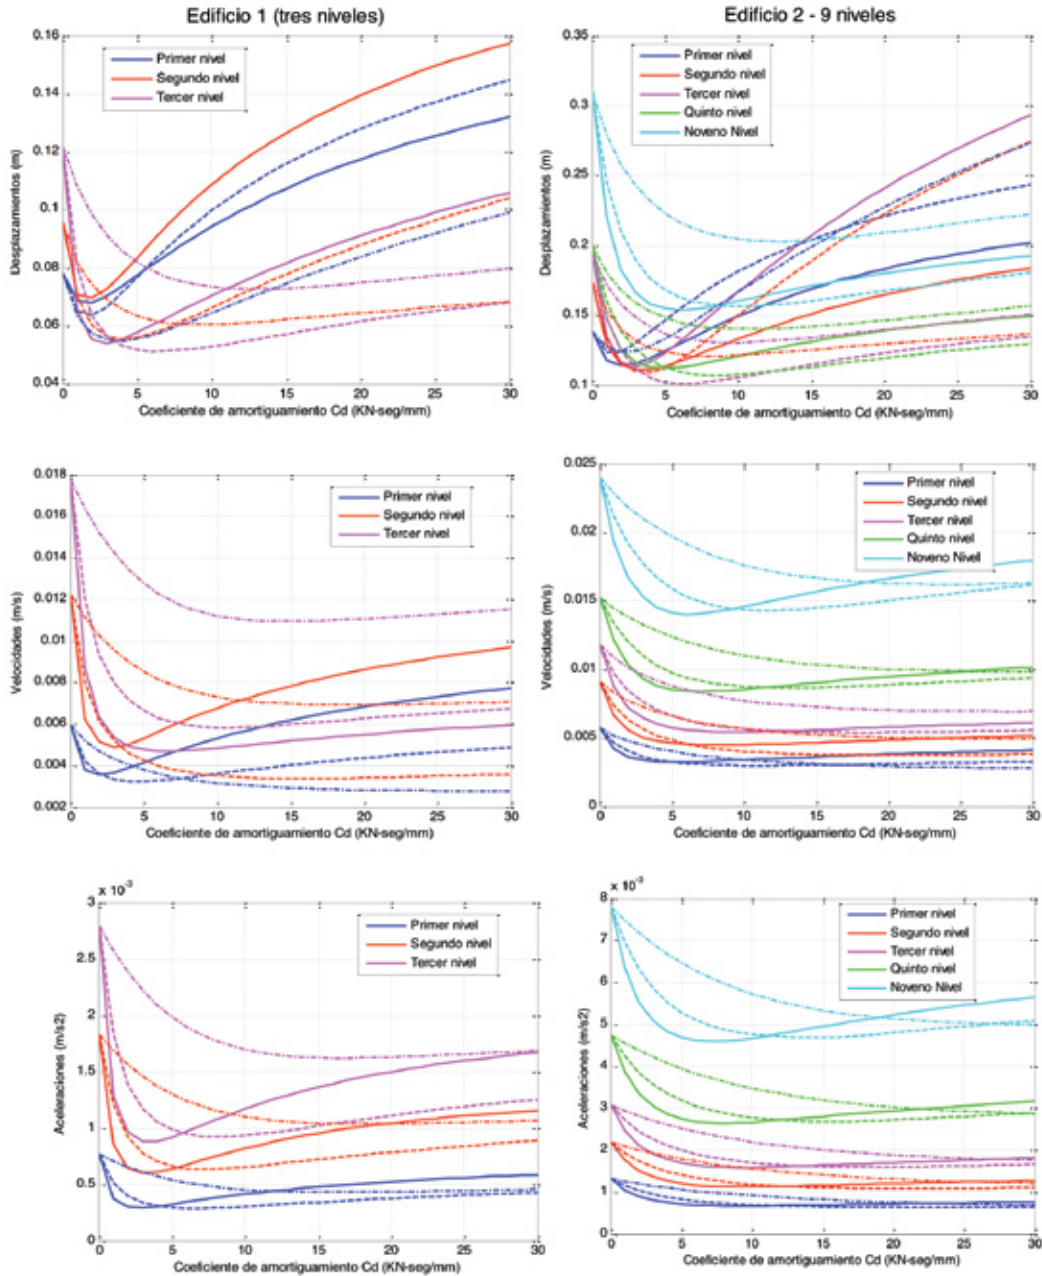 Edificio 1 (tres niveles)
0.16
0.14
0.12
0.1
0.08
0.06
0.04
Desplazamientos (m)
Primer nivel
Segundo nivel
Tercer nivel
0 5 10 15 20 25 30
Coeficiente de amortiguamiento Cd (KN-seg/mm)
Edificio 2 - 9 niveles
0.35
0.3
0.25
0.2
0.15
0.1
Desplazamientos (m)
Primer nivel
Segundo nivel
Tercer nivel
Quinto nivel
Noveno Nivel
0 5 10 15 20 25 30
Coeficiente de amortiguamiento Cd (KN-seg/mm)
0.018
0.016
0.014
0.012
0.01
0.008
0.006
0.004
0.002
Velocidades (m/s)
Primer nivel
Segundo nivel
Tercer nivel
0 5 10 15 20 25 30
Coeficiente de amortiguamiento Cd (KN-seg/mm)
0.025
0.02
0.015
0.01
0.005
0
Velocidades (m/s)
Primer nivel
Segundo nivel
Tercer nivel
Quinto nivel
Noveno Nivel
0 5 10 15 20 25 30
Coeficiente de amortiguamiento Cd (KN-seg/mm)
x 10⁻³
3
2.5
2
1.5
1
0.5
0
Aceleraciones (m/s2)
Primer nivel
Segundo nivel
Tercer nivel
0 5 10 15 20 25 30
Coeficiente de amortiguamiento Cd (KN-seg/mm)
x 10⁻³
8
7
6
5
4
3
2
1
0
Aceleraciones (m/s2)
Primer nivel
Segundo nivel
Tercer nivel
Quinto nivel
Noveno Nivel
0 5 10 15 20 25 30
Coeficiente de amortiguamiento Cd (KN-seg/mm)